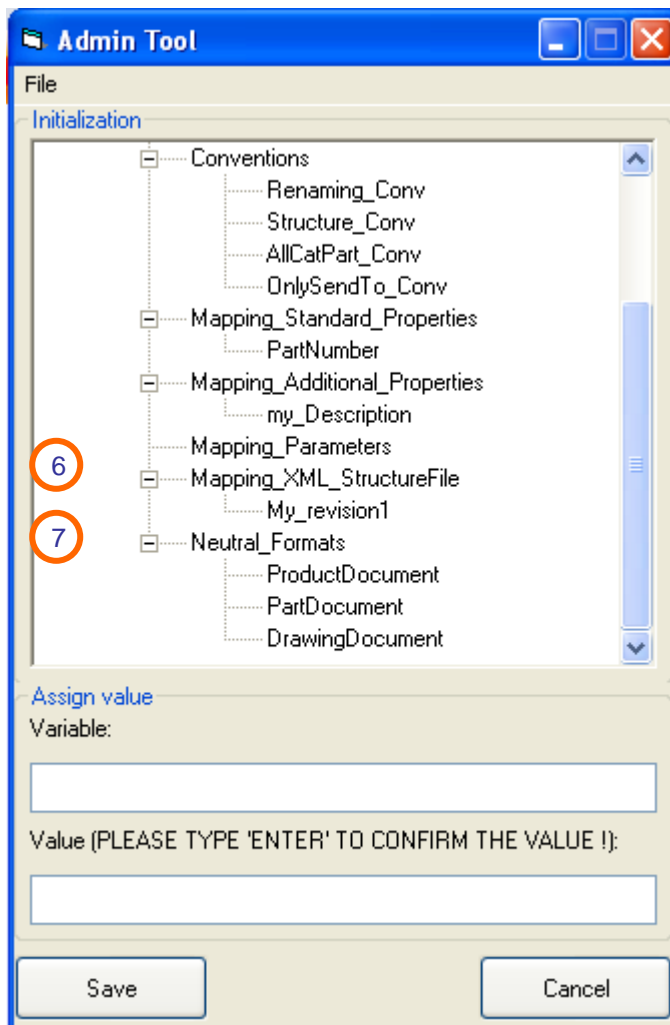 Admin Tool
File
Initialization
Conventions
Renaming_Conv
Structure_Conv
AllCatPart_Conv
OnlySendTo_Conv
Mapping_Standard_Properties
PartNumber
Mapping_Additional_Properties
my_Description
Mapping_Parameters
6 Mapping_XML_StructureFile
My_revision1
7 Neutral_Formats
ProductDocument
PartDocument
DrawingDocument
Assign value
Variable:
Value (PLEASE TYPE 'ENTER' TO CONFIRM THE VALUE !):
Save Cancel